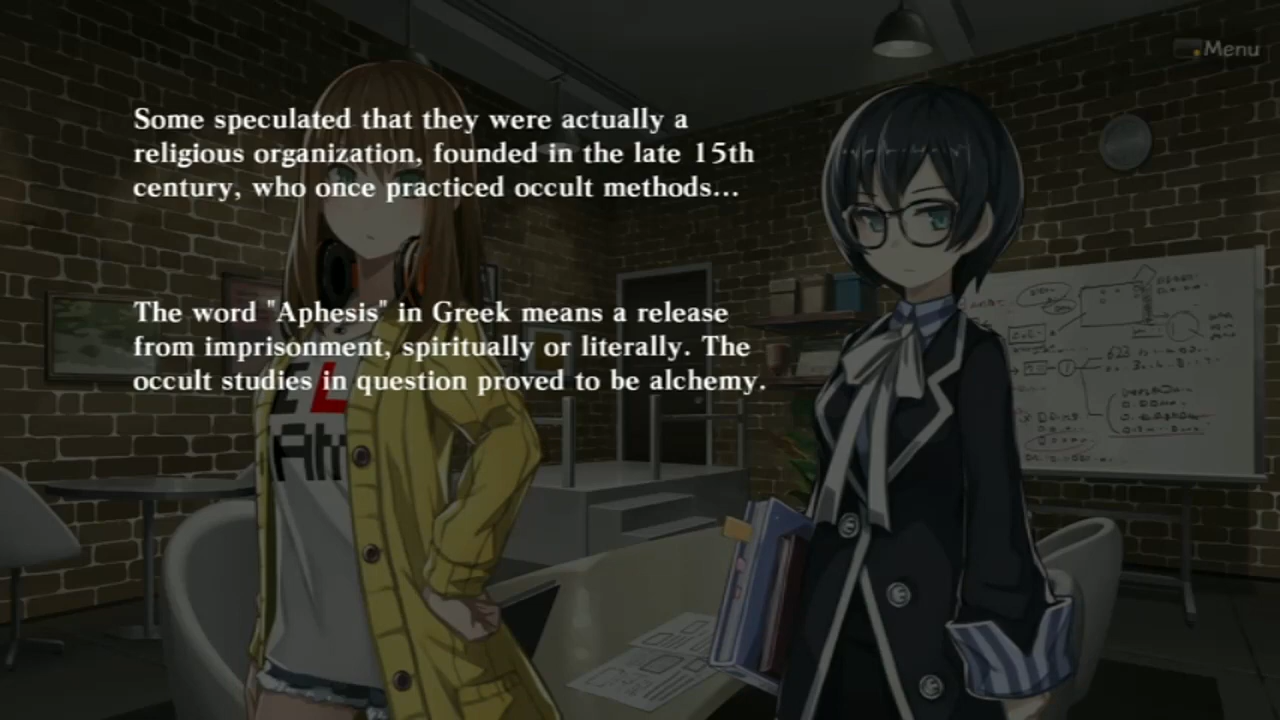 Menu
Some speculated that they were actually a
religious organization, founded in the late 15th
century, who once practiced occult methods...
The word "Aphesis" in Greek means a release
from imprisonment, spiritually or literally. The
occult studies in question proved to be alchemy.